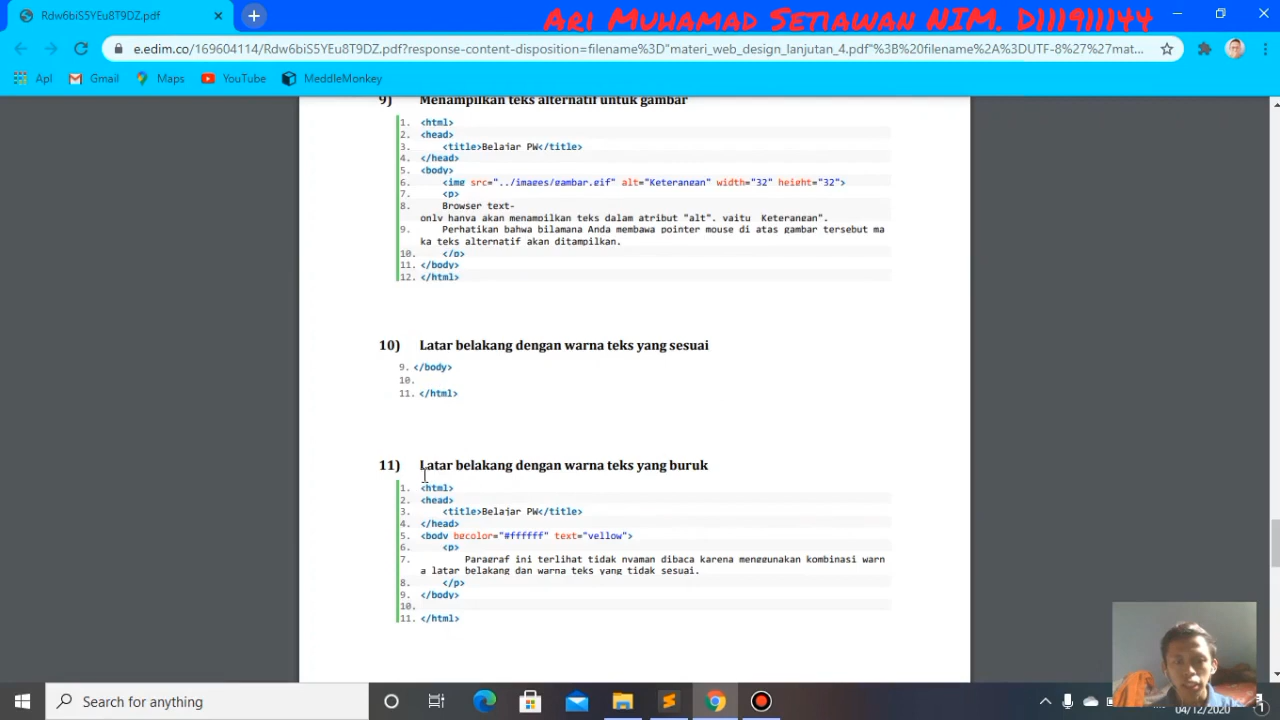 Rdw6biS5YEu8T9DZ.pdf
Ari Muhamad Setiawan NIM. D111911144
e.edim.co/169604114/Rdw6biS5YEu8T9DZ.pdf?response-content-disposition=filename%3D"materi_web_design_lanjutan_4.pdf"%3B%20filename%2A%3DUTF-8%27%27mat...
Apl Gmail Maps YouTube MeddleMonkey
9) Menampilkan teks alternatif untuk gambar
1. <html>
2. <head>
3. <title>Belajar PW</title>
4. </head>
5. <body>
6. <img src="../images/gambar.gif" alt="Keterangan" width="32" height="32">
7. <p>
8. Browser text-
only hanya akan menampilkan teks dalam atribut "alt", yaitu Keterangan".
9. Perhatikan bahwa bilamana Anda membawa pointer mouse di atas gambar tersebut ma
ka teks alternatif akan ditampilkan.
10. </p>
11. </body>
12. </html>
10) Latar belakang dengan warna teks yang sesuai
9. </body>
10.
11. </html>
11) Latar belakang dengan warna teks yang buruk
1. <html>
2. <head>
3. <title>Belajar PW</title>
4. </head>
5. <body bgcolor="#ffffff" text="yellow">
6. <p>
7. Paragraf ini terlihat tidak nyaman dibaca karena menggunakan kombinasi warn
a latar belakang dan warna teks yang tidak sesuai.
8. </p>
9. </body>
10.
11. </html>
Search for anything
04/12/2020